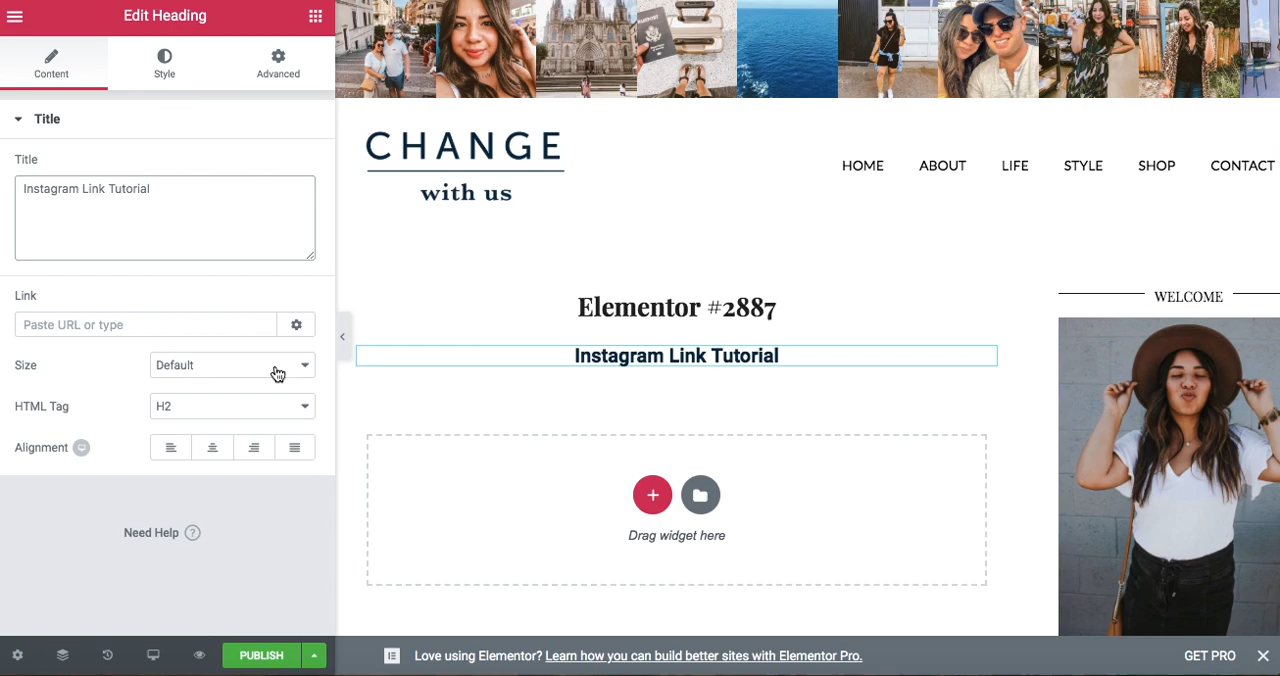 Edit Heading
Content
Style
Advanced
Title
Title
Instagram Link Tutorial
Link
Paste URL or type
Size
Default
HTML Tag
H2
Alignment
Need Help ?
PUBLISH
CHANGE
with us
HOME
ABOUT
LIFE
STYLE
SHOP
CONTACT
Elementor #2887
Instagram Link Tutorial
+
Drag widget here
WELCOME
Love using Elementor? Learn how you can build better sites with Elementor Pro.
GET PRO